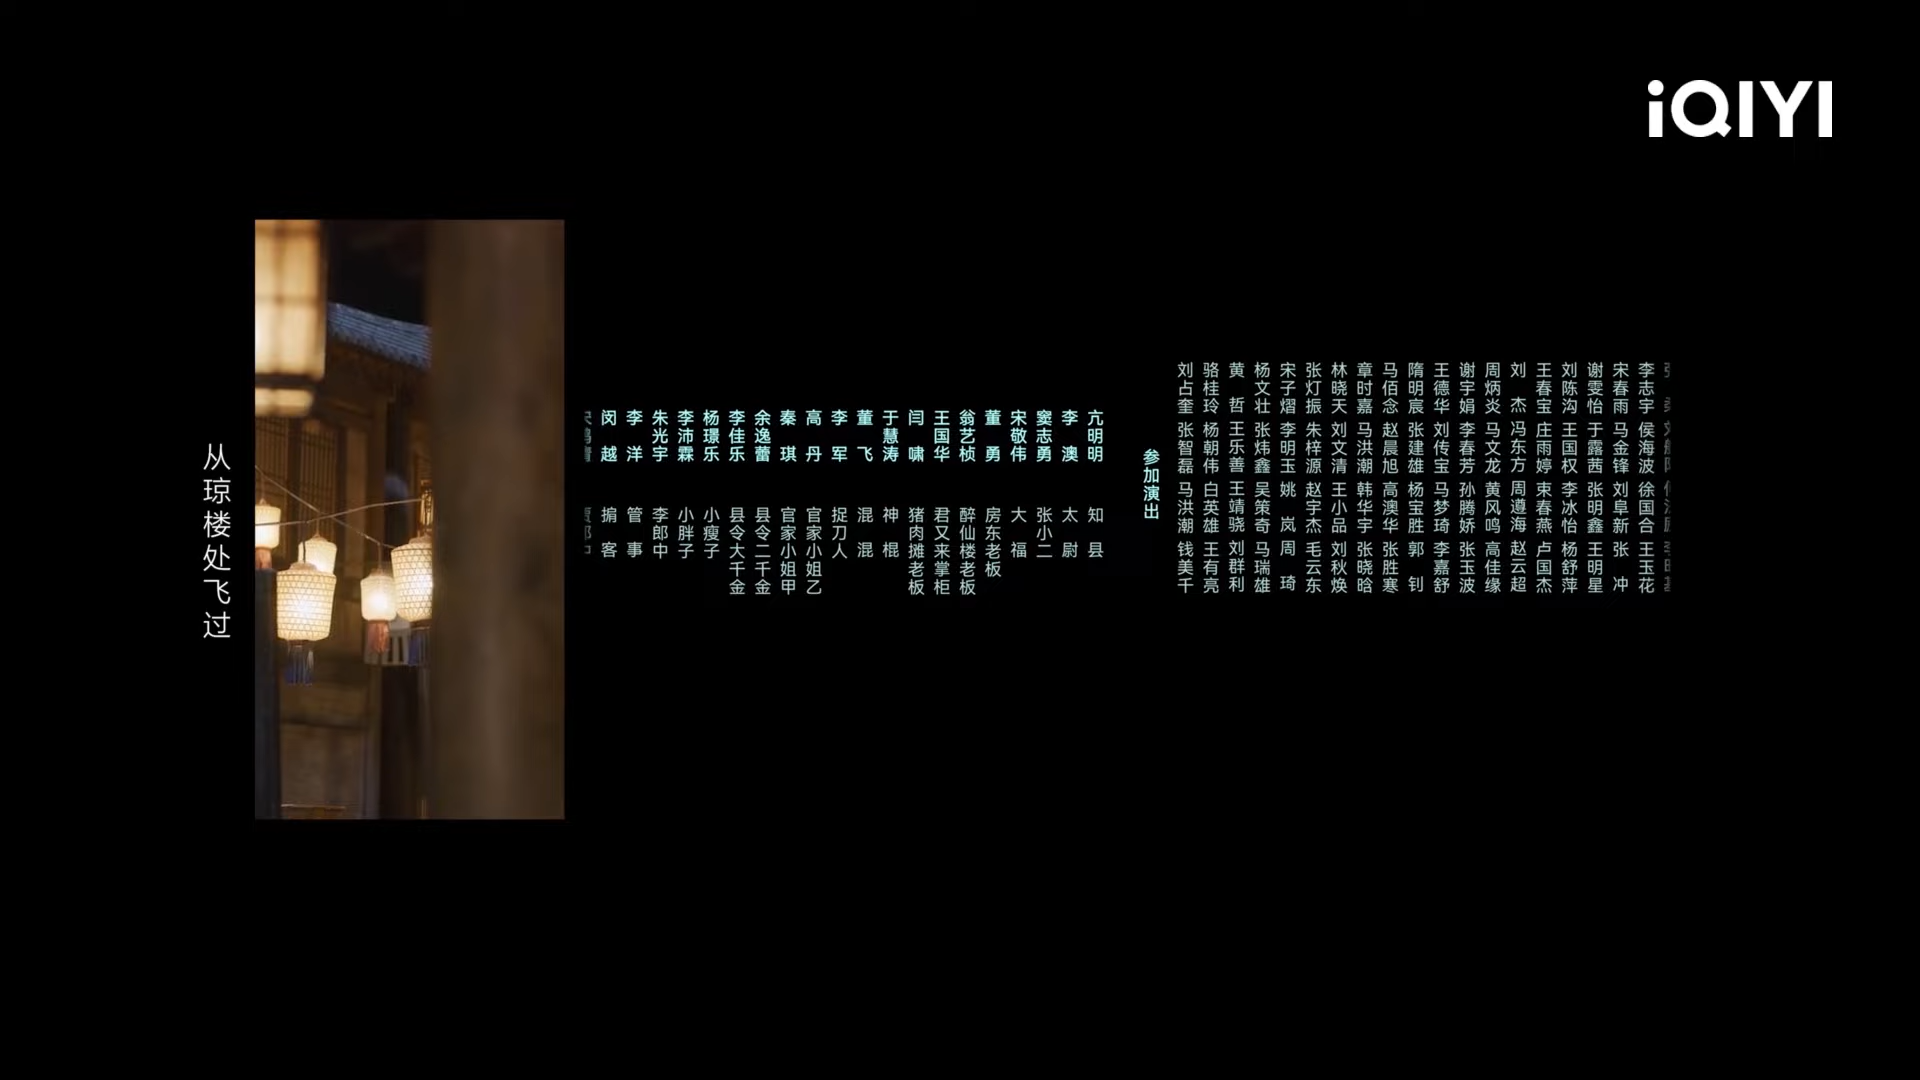 iQIYI
从琼楼处飞过
闵越 掮客
李洋 管事
朱光宇 李郎中
李沛霖 小胖子
杨璟乐 小瘦子
李佳乐 县令大千金
余逸蕾 县令二千金
秦琪 官家小姐甲
高丹 官家小姐乙
李军 捉刀人
董飞 混混
于慧涛 神棍
闫啸 猪肉摊老板
王国华 君又来掌柜
翁艺桢 醉仙楼老板
董勇 房东老板
宋敬伟 大福
窦志勇 张小二
李澳 太尉
亢明明 知县
参加演出
刘占奎 张智磊 马洪潮 钱美千
骆桂玲 杨朝伟 白英雄 王有亮
黄哲 王乐善 王靖骁 刘群利
杨文壮 张炜鑫 吴策奇 马瑞雄
宋子熠 李明玉 姚岚 周琦
张灯振 朱梓源 赵宇杰 毛云东
林晓天 刘文清 王小品 刘秋焕
章时嘉 马洪潮 韩华宇 张晓晗
马佰念 赵晨旭 高澳华 张胜寒
隋明宸 张建雄 杨宝胜 郭钊
王德华 刘传宝 马梦琦 李嘉舒
谢宇娟 李春芳 孙腾娇 张玉波
周炳炎 马文龙 黄风鸣 高佳缘
刘杰 冯东方 周遵海 赵云超
王春宝 庄雨婷 束春燕 卢国杰
刘陈沟 王国权 李冰怡 杨舒萍
谢雯怡 于露茜 张明鑫 王明星
宋春雨 马金锋 刘阜新 张冲
李志宇 侯海波 徐国合 王玉花